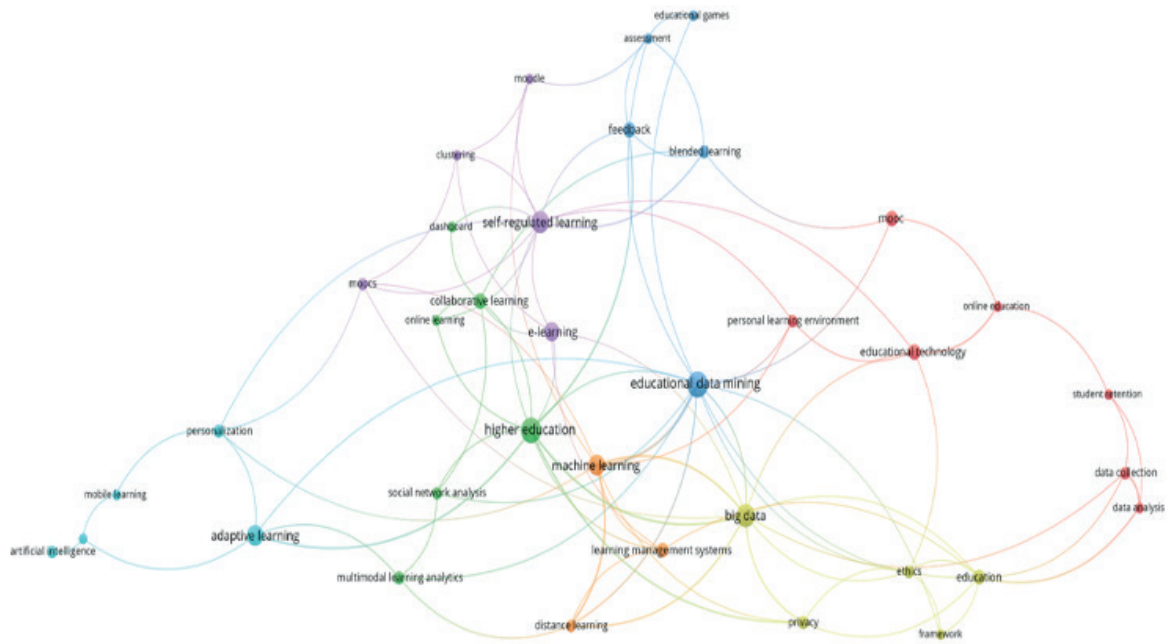 educational games
assessment
moodle
feedback
blended learning
clustering
self-regulated learning
dashboard
mooc
moocs
collaborative learning
online learning
e-learning
personal learning environment
online education
educational technology
educational data mining
student retention
personalization
higher education
machine learning
data collection
mobile learning
social network analysis
data analysis
big data
adaptive learning
artificial intelligence
learning management systems
multimodal learning analytics
ethics
education
distance learning
privacy
framework